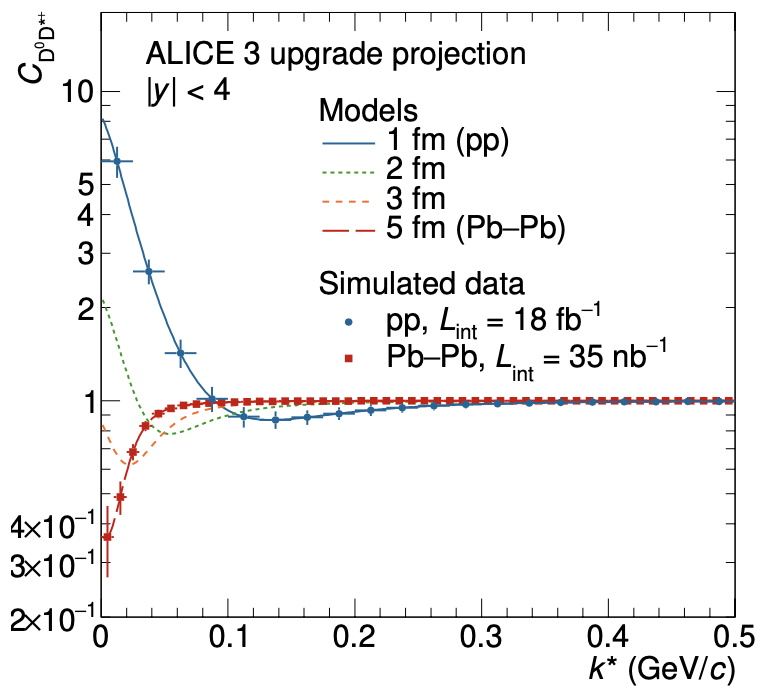 C_D⁰D*⁺
ALICE 3 upgrade projection
|y| < 4
Models
1 fm (pp)
2 fm
3 fm
5 fm (Pb–Pb)
Simulated data
pp, L_int = 18 fb⁻¹
Pb–Pb, L_int = 35 nb⁻¹
10
5
4
3
2
1
4×10⁻¹
3×10⁻¹
2×10⁻¹
0 0.1 0.2 0.3 0.4 0.5
k* (GeV/c)